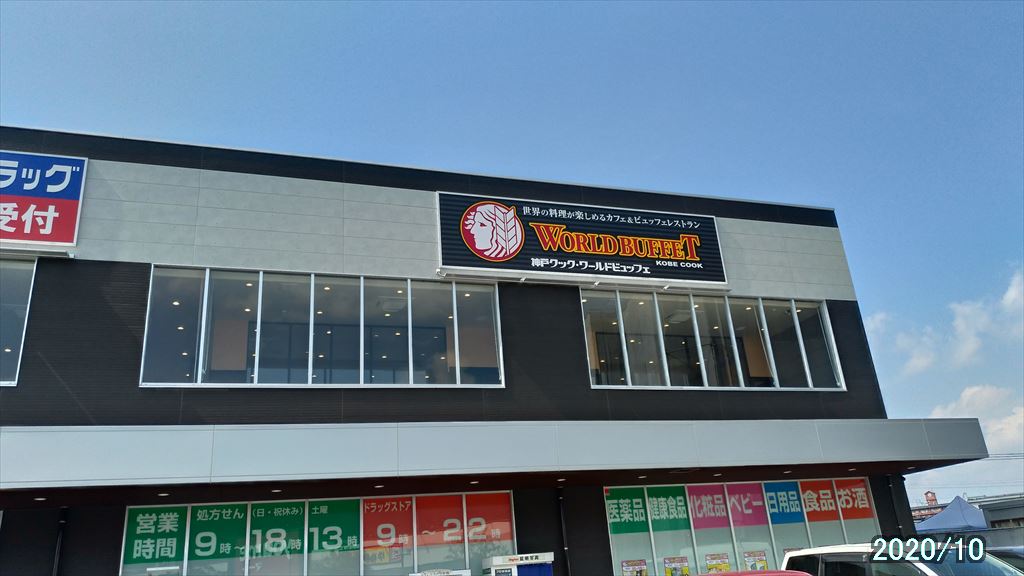 ラッグ
受付
世界の料理が楽しめるカフェ&ビュッフェレストラン
WORLD BUFFET
KOBE COOK
神戸クック・ワールドビュッフェ
営業時間 処方せん 9時~18時 (日・祝休み) 土曜 13時 ドラッグストア 9時~22時
医薬品 健康食品 化粧品 ベビー 日用品 食品 お酒
2020/10